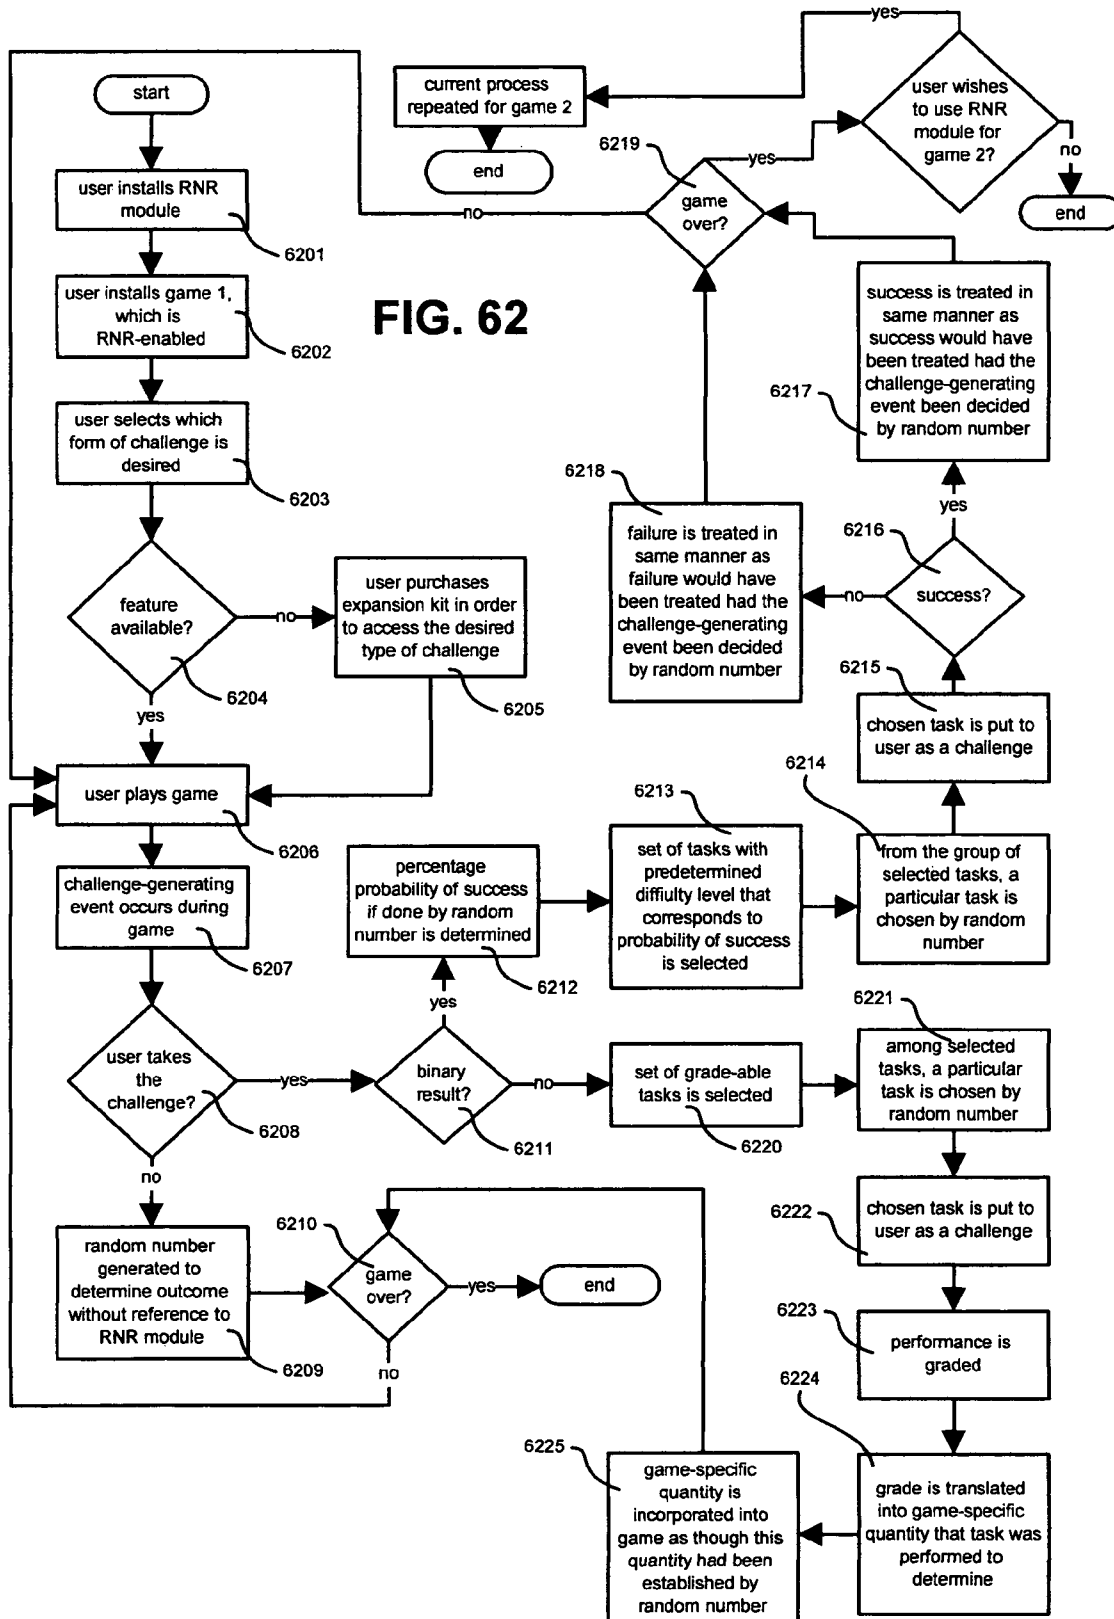 start
user installs RNR
module
6201
user installs game 1,
which is
RNR-enabled
6202
user selects which
form of challenge is
desired
6203
feature
available?
6204
no
yes
user purchases
expansion kit in order
to access the desired
type of challenge
6205
user plays game
6206
challenge-generating
event occurs during
game
6207
user takes
the
challenge?
6208
yes
no
random number
generated to
determine outcome
without reference to
RNR module
6209
6210
game
over?
yes
end
no
binary
result?
6211
yes
no
percentage
probability of success
if done by random
number is determined
6212
6213
set of tasks with
predetermined
diffiulty level that
corresponds to
probability of success
is selected
6214
from the group of
selected tasks, a
particular task is
chosen by random
number
6215
chosen task is put to
user as a challenge
6216
success?
no
yes
6217
success is treated in
same manner as
success would have
been treated had the
challenge-generating
event been decided
by random number
6218
failure is treated in
same manner as
failure would have
been treated had the
challenge-generating
event been decided
by random number
6219
game
over?
no
yes
user wishes
to use RNR
module for
game 2?
yes
no
end
current process
repeated for game 2
end
FIG. 62
set of grade-able
tasks is selected
6220
6221
among selected
tasks, a particular
task is chosen by
random number
6222
chosen task is put to
user as a challenge
6223
performance is
graded
6224
grade is translated
into game-specific
quantity that task was
performed to
determine
6225
game-specific
quantity is
incorporated into
game as though this
quantity had been
established by
random number